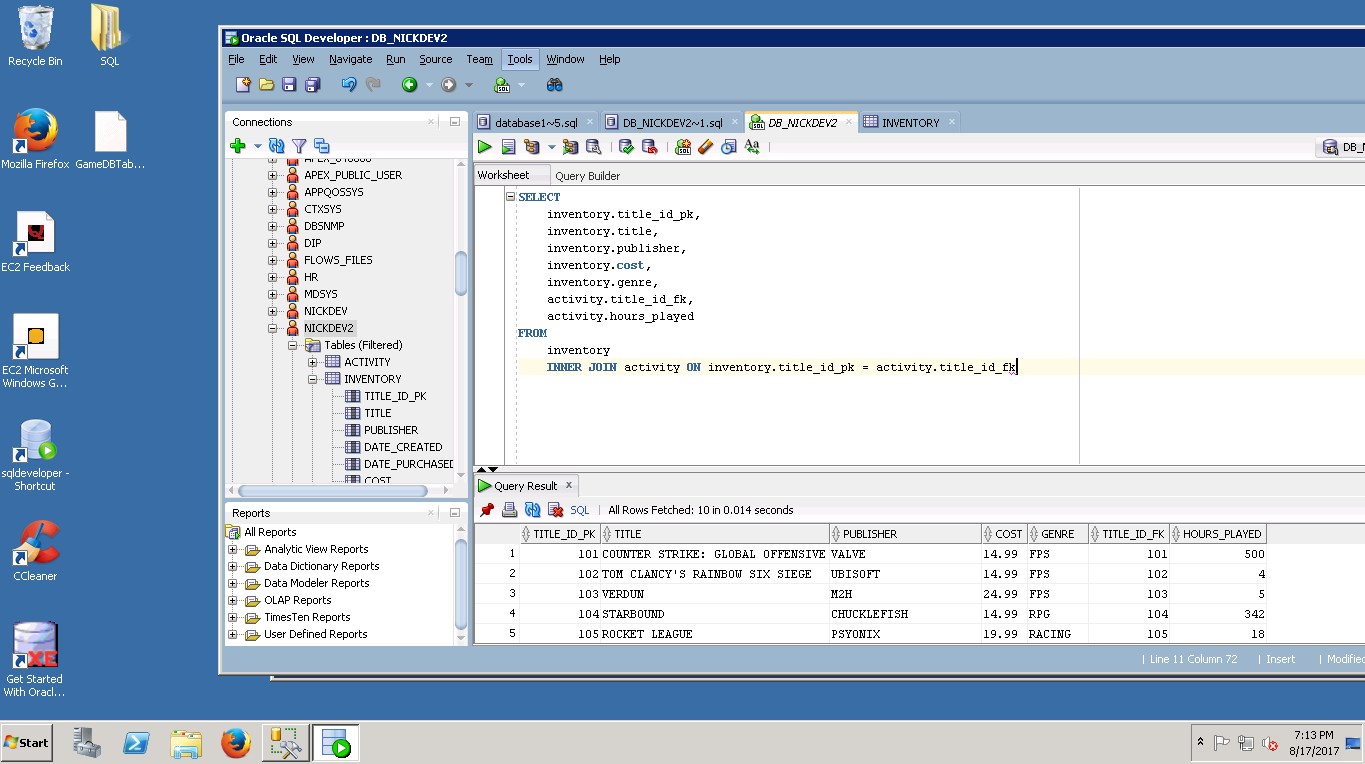 Recycle Bin
SQL
Mozilla Firefox
GameDBTab...
EC2 Feedback
EC2 Microsoft
Windows G...
sqldeveloper -
Shortcut
CCleaner
Get Started
With Oracl...
Oracle SQL Developer : DB_NICKDEV2
File Edit View Navigate Run Source Team Tools Window Help
Connections
APEX_PUBLIC_USER
APPQOSSYS
CTXSYS
DBSNMP
DIP
FLOWS_FILES
HR
MDSYS
NICKDEV
NICKDEV2
Tables (Filtered)
ACTIVITY
INVENTORY
TITLE_ID_PK
TITLE
PUBLISHER
DATE_CREATED
DATE_PURCHASED
COST
Reports
All Reports
Analytic View Reports
Data Dictionary Reports
Data Modeler Reports
OLAP Reports
TimesTen Reports
User Defined Reports
database1~5.sql DB_NICKDEV2~1.sql DB_NICKDEV2 INVENTORY
Worksheet Query Builder
SELECT
inventory.title_id_pk,
inventory.title,
inventory.publisher,
inventory.cost,
inventory.genre,
activity.title_id_fk,
activity.hours_played
FROM
inventory
INNER JOIN activity ON inventory.title_id_pk = activity.title_id_fk
Query Result
SQL | All Rows Fetched: 10 in 0.014 seconds
TITLE_ID_PK TITLE PUBLISHER COST GENRE TITLE_ID_FK HOURS_PLAYED
1 101 COUNTER STRIKE: GLOBAL OFFENSIVE VALVE 14.99 FPS 101 500
2 102 TOM CLANCY'S RAINBOW SIX SIEGE UBISOFT 14.99 FPS 102 4
3 103 VERDUN M2H 24.99 FPS 103 5
4 104 STARBOUND CHUCKLEFISH 14.99 RPG 104 342
5 105 ROCKET LEAGUE PSYONIX 19.99 RACING 105 18
| Line 11 Column 72 | Insert | Modified
Start
7:13 PM
8/17/2017